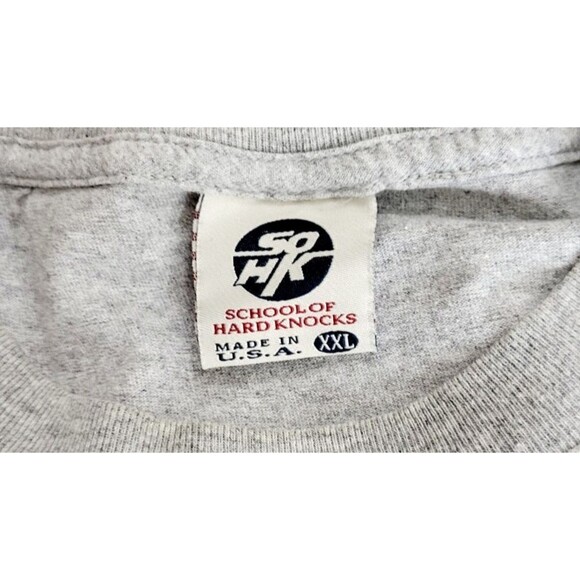 SO
HK
SCHOOL OF
HARD KNOCKS
MADE IN
U.S.A. XXL